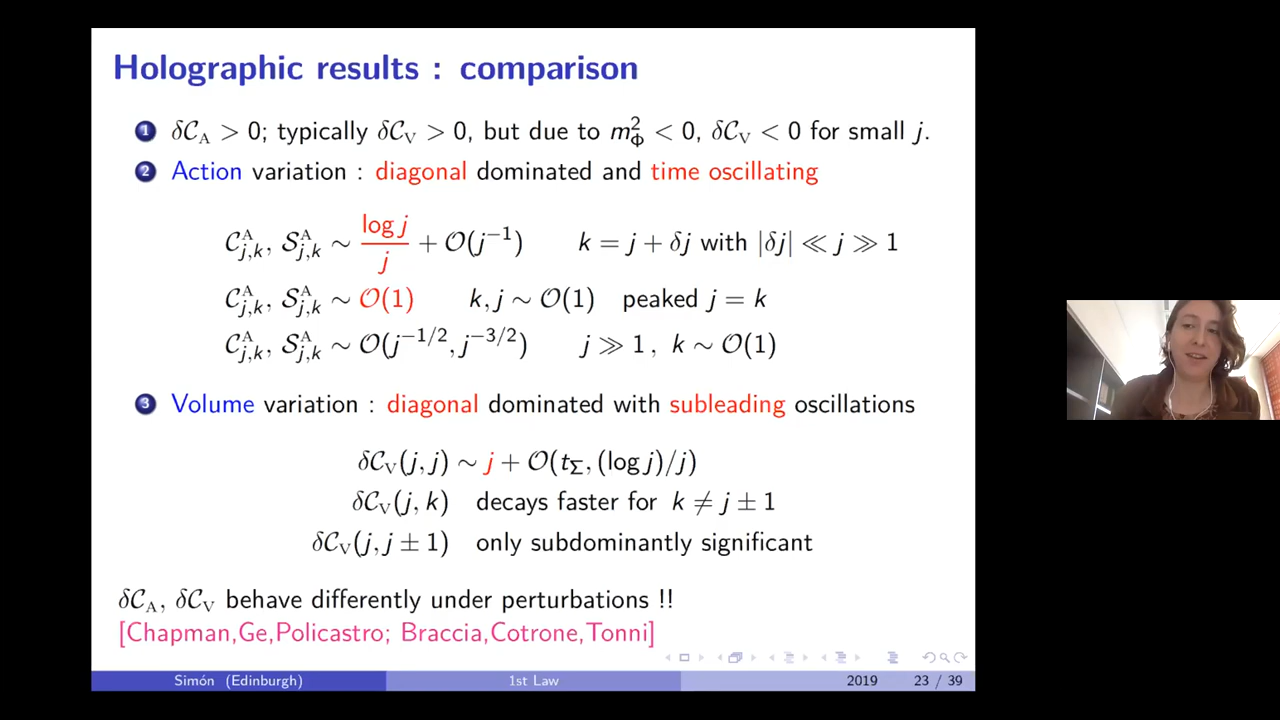 Holographic results : comparison
1 δC_A > 0; typically δC_V > 0, but due to m²_Φ < 0, δC_V < 0 for small j.
2 Action variation : diagonal dominated and time oscillating
C^A_{j,k}, S^A_{j,k} ∼ log j / j + O(j^{-1}) k = j + δj with |δj| ≪ j ≫ 1
C^A_{j,k}, S^A_{j,k} ∼ O(1) k, j ∼ O(1) peaked j = k
C^A_{j,k}, S^A_{j,k} ∼ O(j^{-1/2}, j^{-3/2}) j ≫ 1, k ∼ O(1)
3 Volume variation : diagonal dominated with subleading oscillations
δC_V(j, j) ∼ j + O(t_Σ, (log j)/j)
δC_V(j, k) decays faster for k ≠ j ± 1
δC_V(j, j ± 1) only subdominantly significant
δC_A, δC_V behave differently under perturbations !!
[Chapman,Ge,Policastro; Braccia,Cotrone,Tonni]
Simón (Edinburgh) 1st Law 2019 23 / 39